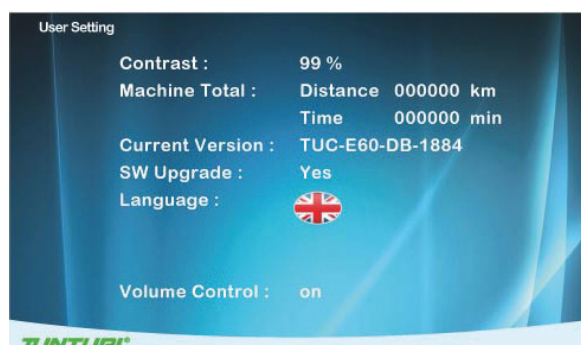 User Setting
Contrast : 99 %
Machine Total : Distance 000000 km
Time 000000 min
Current Version : TUC-E60-DB-1884
SW Upgrade : Yes
Language :
Volume Control : on
TUNTURI®